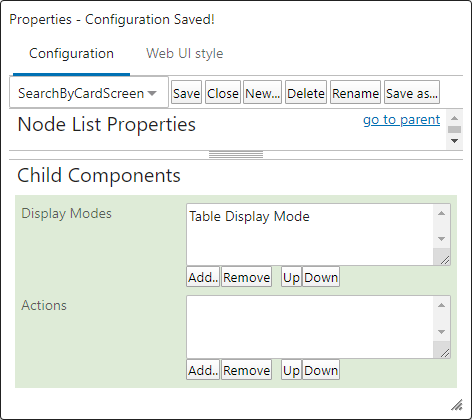 Properties - Configuration Saved!
Configuration Web UI style
SearchByCardScreen Save Close New... Delete Rename Save as...
Node List Properties go to parent
Child Components
Display Modes Table Display Mode
Add.. Remove Up Down
Actions
Add.. Remove Up Down